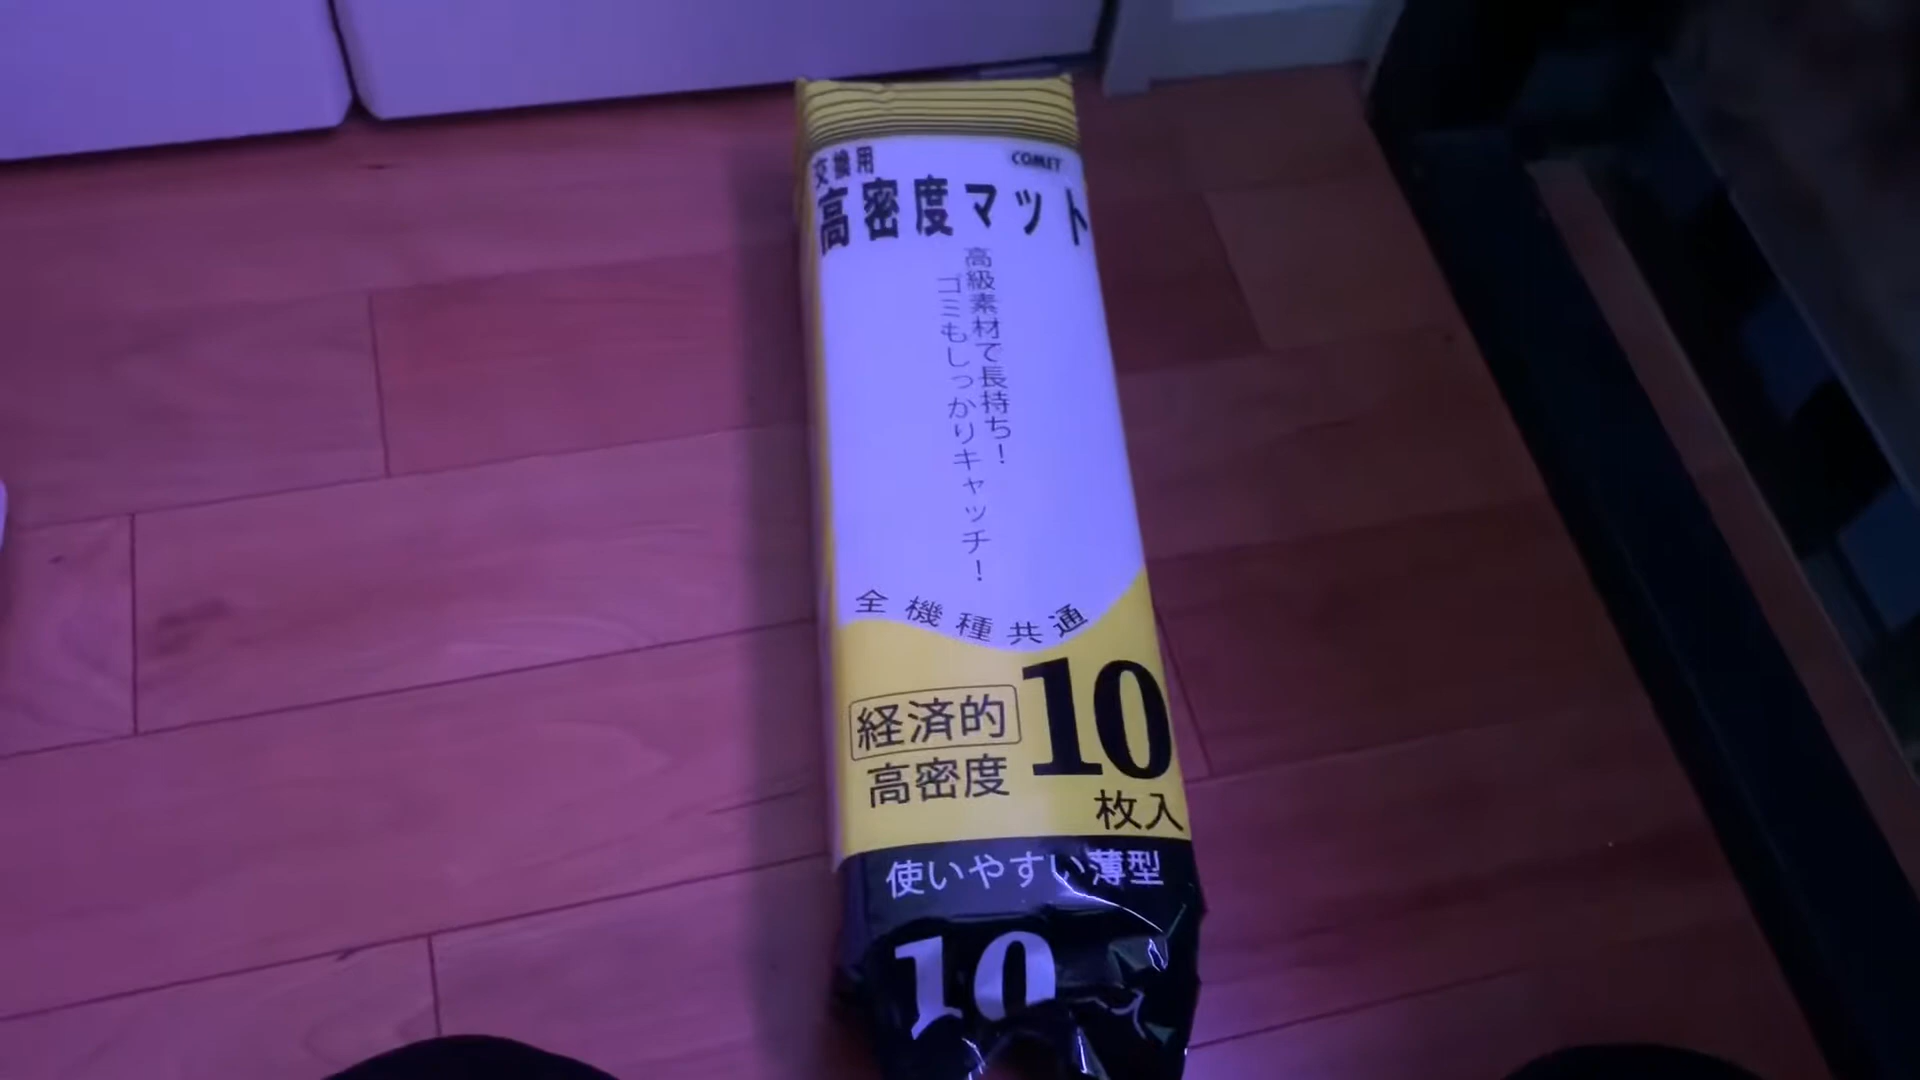 交換用
COMET
高密度マット
高級素材で長持ち!
ゴミもしっかりキャッチ!
全機種共通
経済的
高密度
10
枚入
使いやすい薄型
10